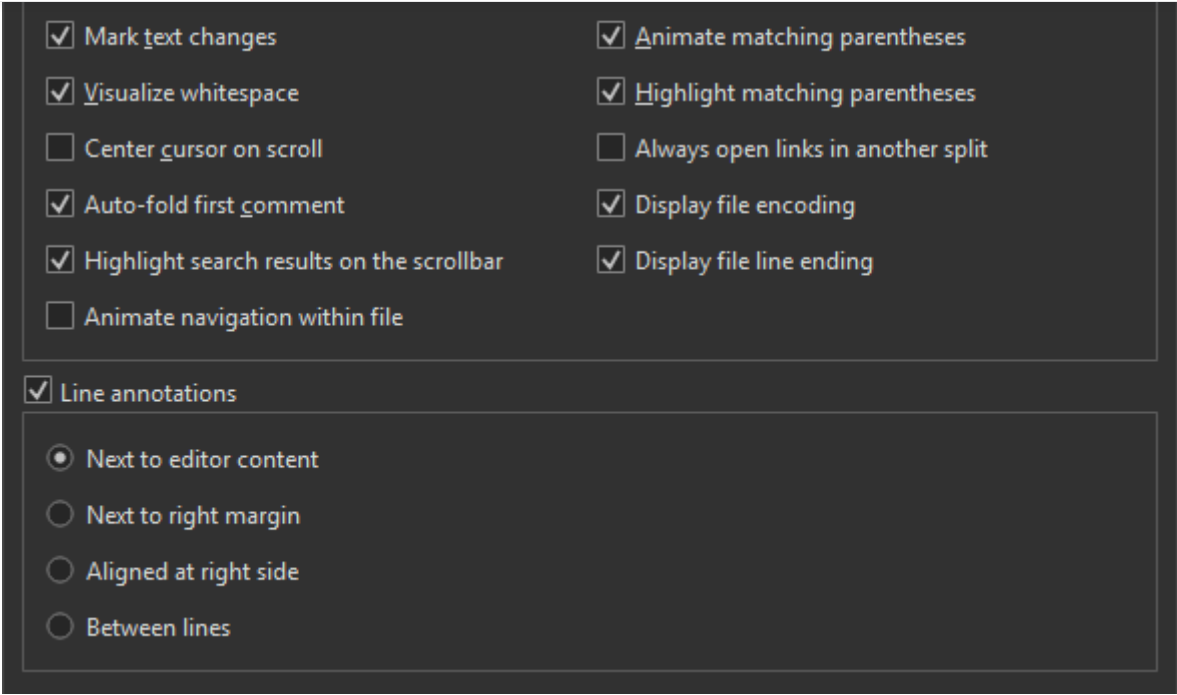 Mark text changes
Animate matching parentheses
Visualize whitespace
Highlight matching parentheses
Center cursor on scroll
Always open links in another split
Auto-fold first comment
Display file encoding
Highlight search results on the scrollbar
Display file line ending
Animate navigation within file
Line annotations
Next to editor content
Next to right margin
Aligned at right side
Between lines